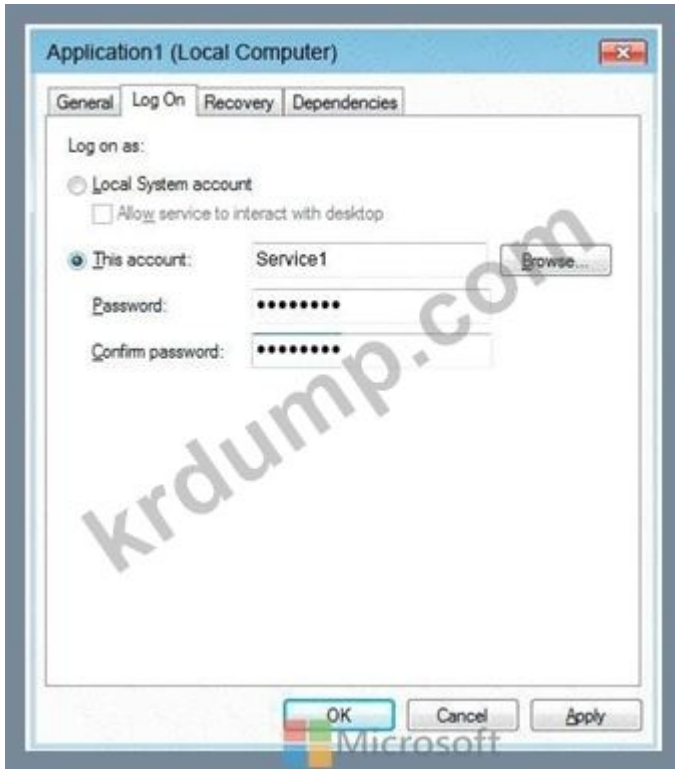 Application1 (Local Computer)
General Log On Recovery Dependencies
Log on as:
Local System account
Allow service to interact with desktop
This account: Service1 Browse...
Password: ••••••••
Confirm password: ••••••••
krdump.com
OK Cancel Apply
Microsoft